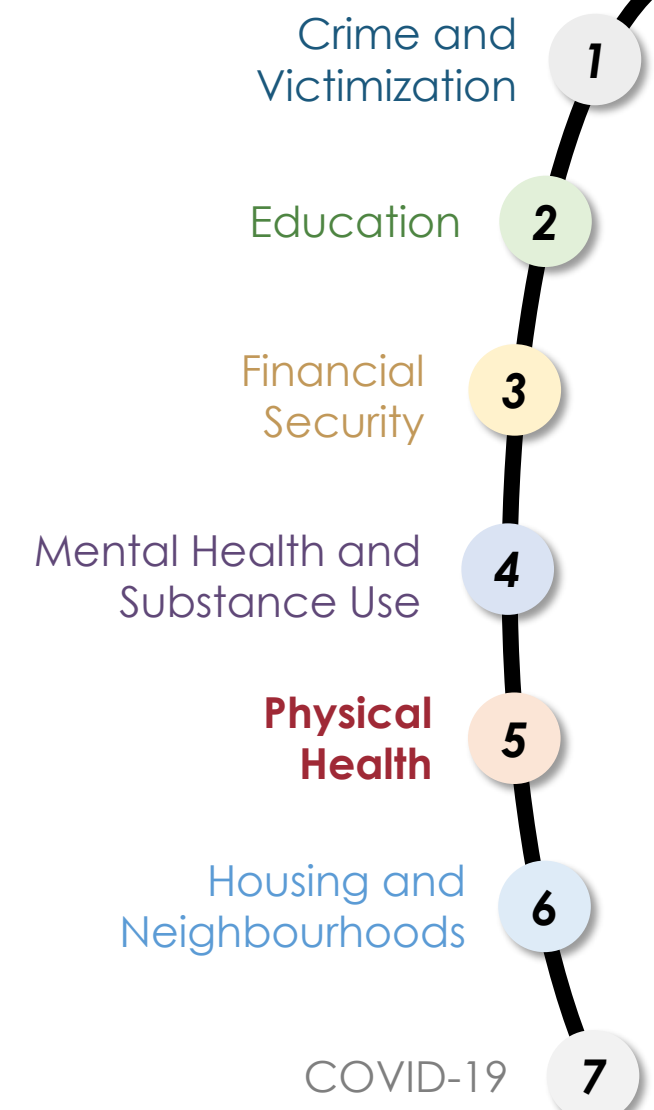 Crime and
Victimization
1
Education
2
Financial
Security
3
Mental Health and
Substance Use
4
Physical
Health
5
Housing and
Neighbourhoods
6
COVID-19
7